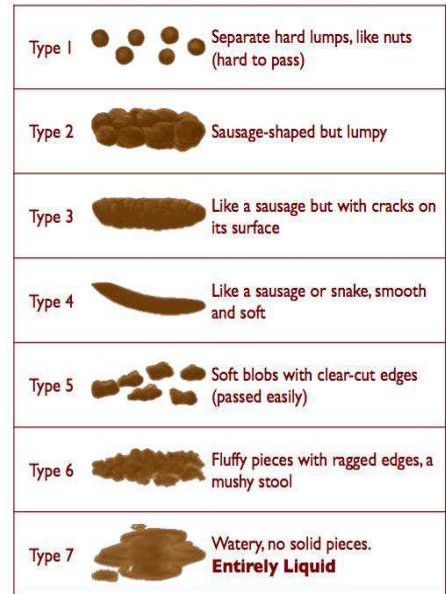 Type 1
Separate hard lumps, like nuts
(hard to pass)
Type 2
Sausage-shaped but lumpy
Type 3
Like a sausage but with cracks on
its surface
Type 4
Like a sausage or snake, smooth
and soft
Type 5
Soft blobs with clear-cut edges
(passed easily)
Type 6
Fluffy pieces with ragged edges, a
mushy stool
Type 7
Watery, no solid pieces.
Entirely Liquid